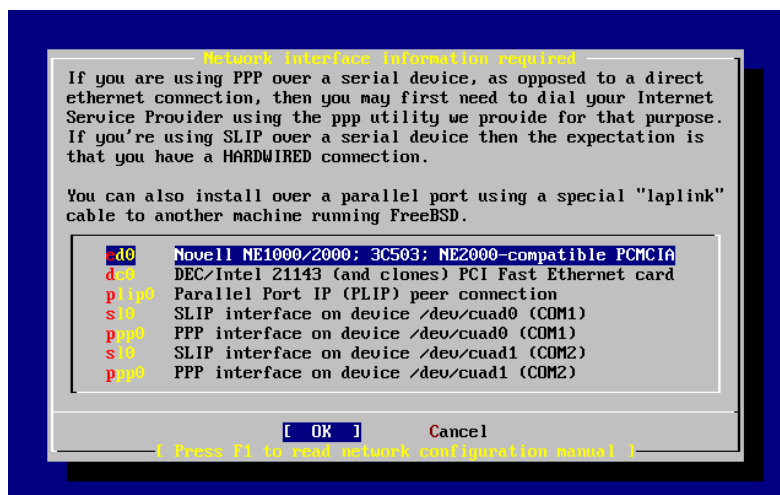 Network interface information required
If you are using PPP over a serial device, as opposed to a direct
ethernet connection, then you may first need to dial your Internet
Service Provider using the ppp utility we provide for that purpose.
If you're using SLIP over a serial device then the expectation is
that you have a HARDWIRED connection.
You can also install over a parallel port using a special "laplink"
cable to another machine running FreeBSD.
ed0 Novell NE1000/2000; 3C503; NE2000-compatible PCMCIA
dc0 DEC/Intel 21143 (and clones) PCI Fast Ethernet card
plip0 Parallel Port IP (PLIP) peer connection
sl0 SLIP interface on device /dev/cuad0 (COM1)
ppp0 PPP interface on device /dev/cuad0 (COM1)
sl0 SLIP interface on device /dev/cuad1 (COM2)
ppp0 PPP interface on device /dev/cuad1 (COM2)
[ OK ] Cancel
[ Press F1 to read network configuration manual ]